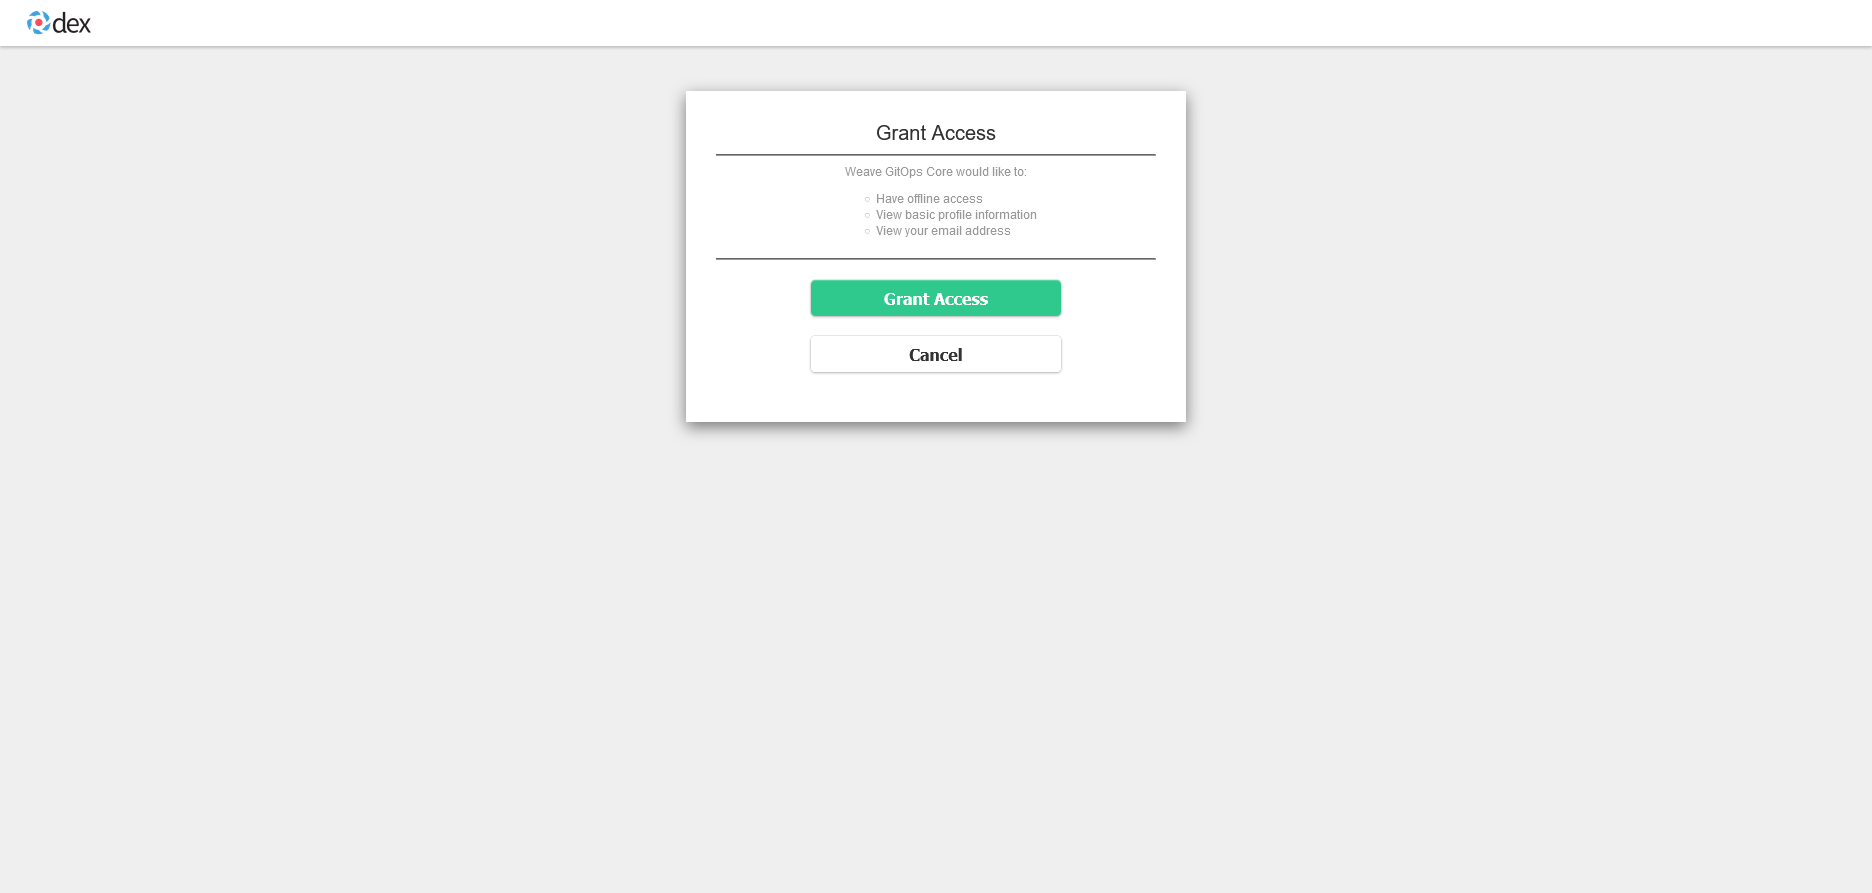 dex
Grant Access
Weave GitOps Core would like to:
Have offline access
View basic profile information
View your email address
Grant Access
Cancel